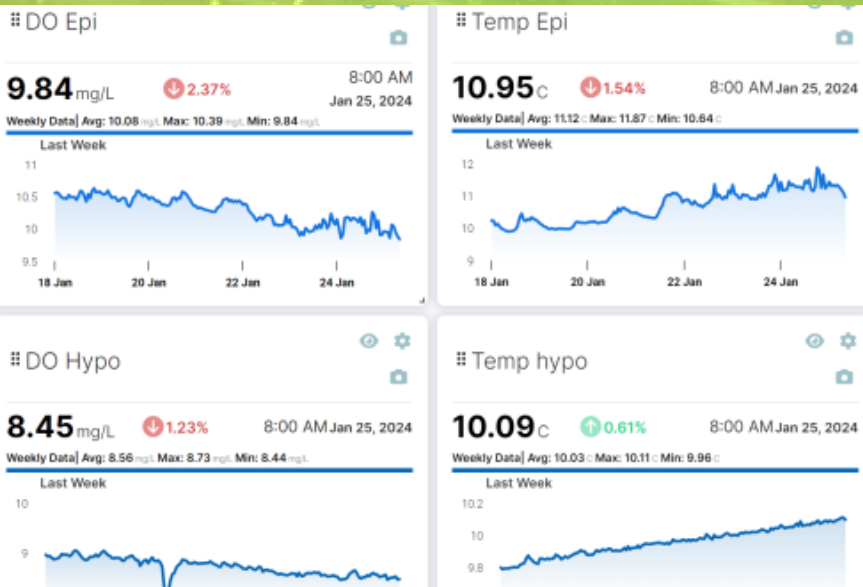 DO Epi
9.84 mg/L 2.37% 8:00 AM
Jan 25, 2024
Weekly Data| Avg: 10.08 mg/L Max: 10.39 mg/L Min: 9.84 mg/L
Last Week
11
10.5
10
9.5
18 Jan 20 Jan 22 Jan 24 Jan
Temp Epi
10.95 C 1.54% 8:00 AM Jan 25, 2024
Weekly Data| Avg: 11.12 C Max: 11.87 C Min: 10.64 C
Last Week
12
11
10
9
18 Jan 20 Jan 22 Jan 24 Jan
DO Hypo
8.45 mg/L 1.23% 8:00 AM Jan 25, 2024
Weekly Data| Avg: 8.56 mg/L Max: 8.73 mg/L Min: 8.44 mg/L
Last Week
10
9
Temp hypo
10.09 C 0.61% 8:00 AM Jan 25, 2024
Weekly Data| Avg: 10.03 C Max: 10.11 C Min: 9.96 C
Last Week
10.2
10
9.8